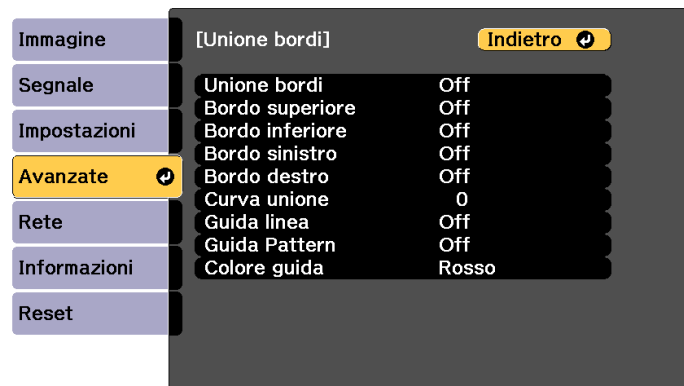 Immagine
Segnale
Impostazioni
Avanzate
Rete
Informazioni
Reset
[Unione bordi] Indietro
Unione bordi Off
Bordo superiore Off
Bordo inferiore Off
Bordo sinistro Off
Bordo destro Off
Curva unione 0
Guida linea Off
Guida Pattern Off
Colore guida Rosso